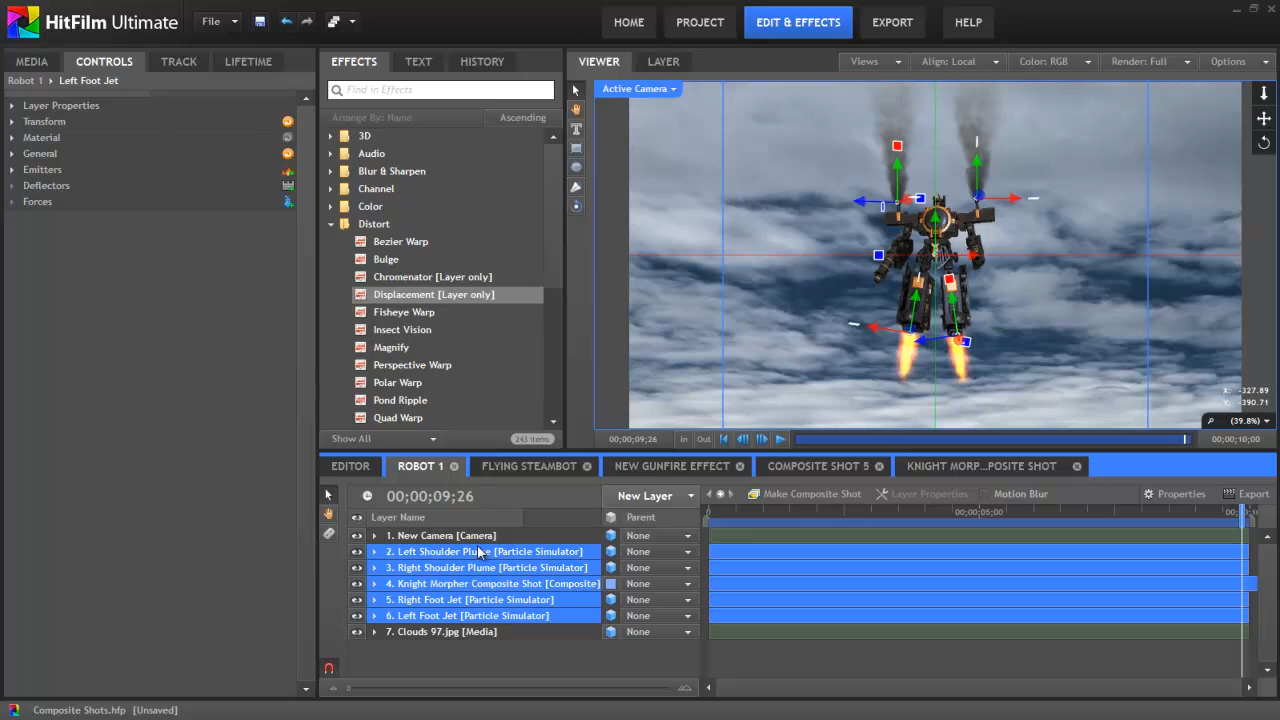 HitFilm Ultimate
File
HOME
PROJECT
EDIT & EFFECTS
EXPORT
HELP
MEDIA
CONTROLS
TRACK
LIFETIME
Robot 1 ▸ Left Foot Jet
Layer Properties
Transform
Material
General
Emitters
Deflectors
Forces
EFFECTS
TEXT
HISTORY
Find in Effects
Arrange By: Name
Ascending
3D
Audio
Blur & Sharpen
Channel
Color
Distort
Bezier Warp
Bulge
Chromenator [Layer only]
Displacement [Layer only]
Fisheye Warp
Insect Vision
Magnify
Perspective Warp
Polar Warp
Pond Ripple
Quad Warp
Show All
243 items
VIEWER
LAYER
Views
Align: Local
Color: RGB
Render: Full
Options
Active Camera
X: -327.89
Y: -390.71
(39.8%)
00;00;09;26
In
Out
00;00;10;00
EDITOR
ROBOT 1
FLYING STEAMBOT
NEW GUNFIRE EFFECT
COMPOSITE SHOT 5
KNIGHT MORP...POSITE SHOT
00;00;09;26
New Layer
Make Composite Shot
Layer Properties
Motion Blur
Properties
Export
Layer Name
Parent
00;00;05;00
1. New Camera [Camera]
None
2. Left Shoulder Plume [Particle Simulator]
None
3. Right Shoulder Plume [Particle Simulator]
None
4. Knight Morpher Composite Shot [Composite]
None
5. Right Foot Jet [Particle Simulator]
None
6. Left Foot Jet [Particle Simulator]
None
7. Clouds 97.jpg [Media]
None
Composite Shots.hfp [Unsaved]